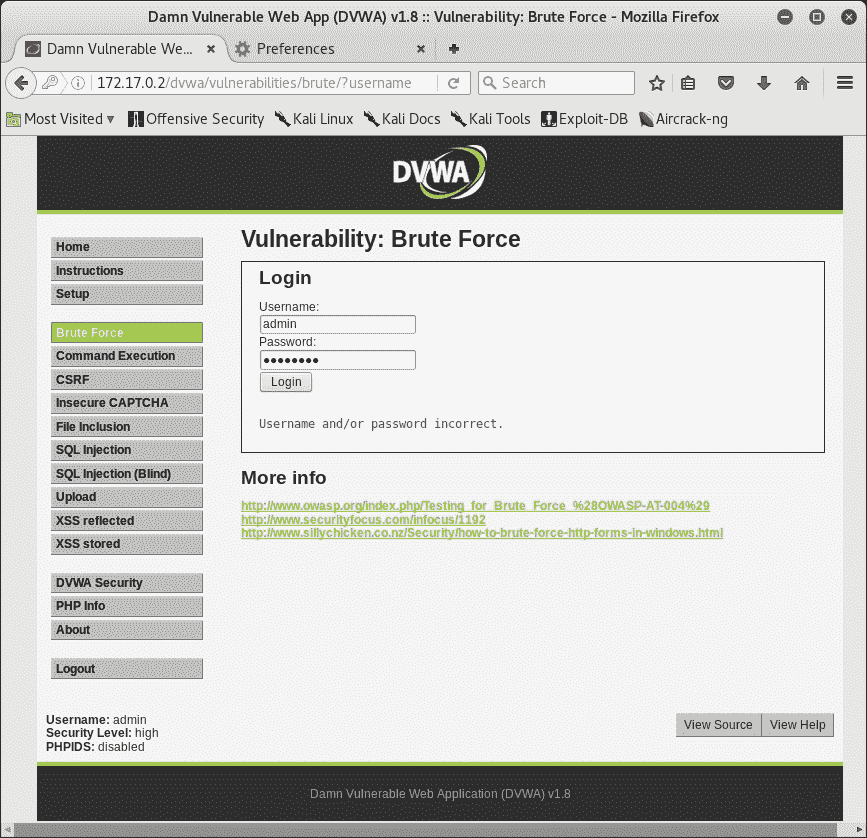 Damn Vulnerable Web App (DVWA) v1.8 :: Vulnerability: Brute Force - Mozilla Firefox
Damn Vulnerable We... × Preferences ×
172.17.0.2/dvwa/vulnerabilities/brute/?username Search
Most Visited Offensive Security Kali Linux Kali Docs Kali Tools Exploit-DB Aircrack-ng
DVWA
Home
Instructions
Setup
Brute Force
Command Execution
CSRF
Insecure CAPTCHA
File Inclusion
SQL Injection
SQL Injection (Blind)
Upload
XSS reflected
XSS stored
DVWA Security
PHP Info
About
Logout
Vulnerability: Brute Force
Login
Username:
admin
Password:
●●●●●●●●
Login
Username and/or password incorrect.
More info
http://www.owasp.org/index.php/Testing_for_Brute_Force_%28OWASP-AT-004%29
http://www.securityfocus.com/infocus/1192
http://www.sillychicken.co.nz/Security/how-to-brute-force-http-forms-in-windows.html
Username: admin
Security Level: high
PHPIDS: disabled
View Source View Help
Damn Vulnerable Web Application (DVWA) v1.8